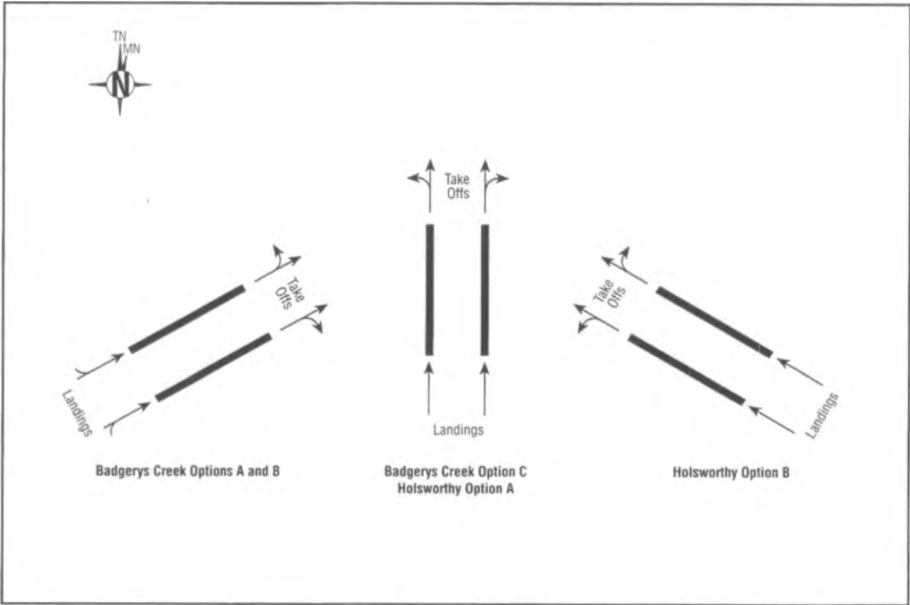 TN
MN
N
Take
Offs
Landings
Badgerys Creek Options A and B
Take
Offs
Landings
Badgerys Creek Option C
Holsworthy Option A
Take
Offs
Landings
Holsworthy Option B